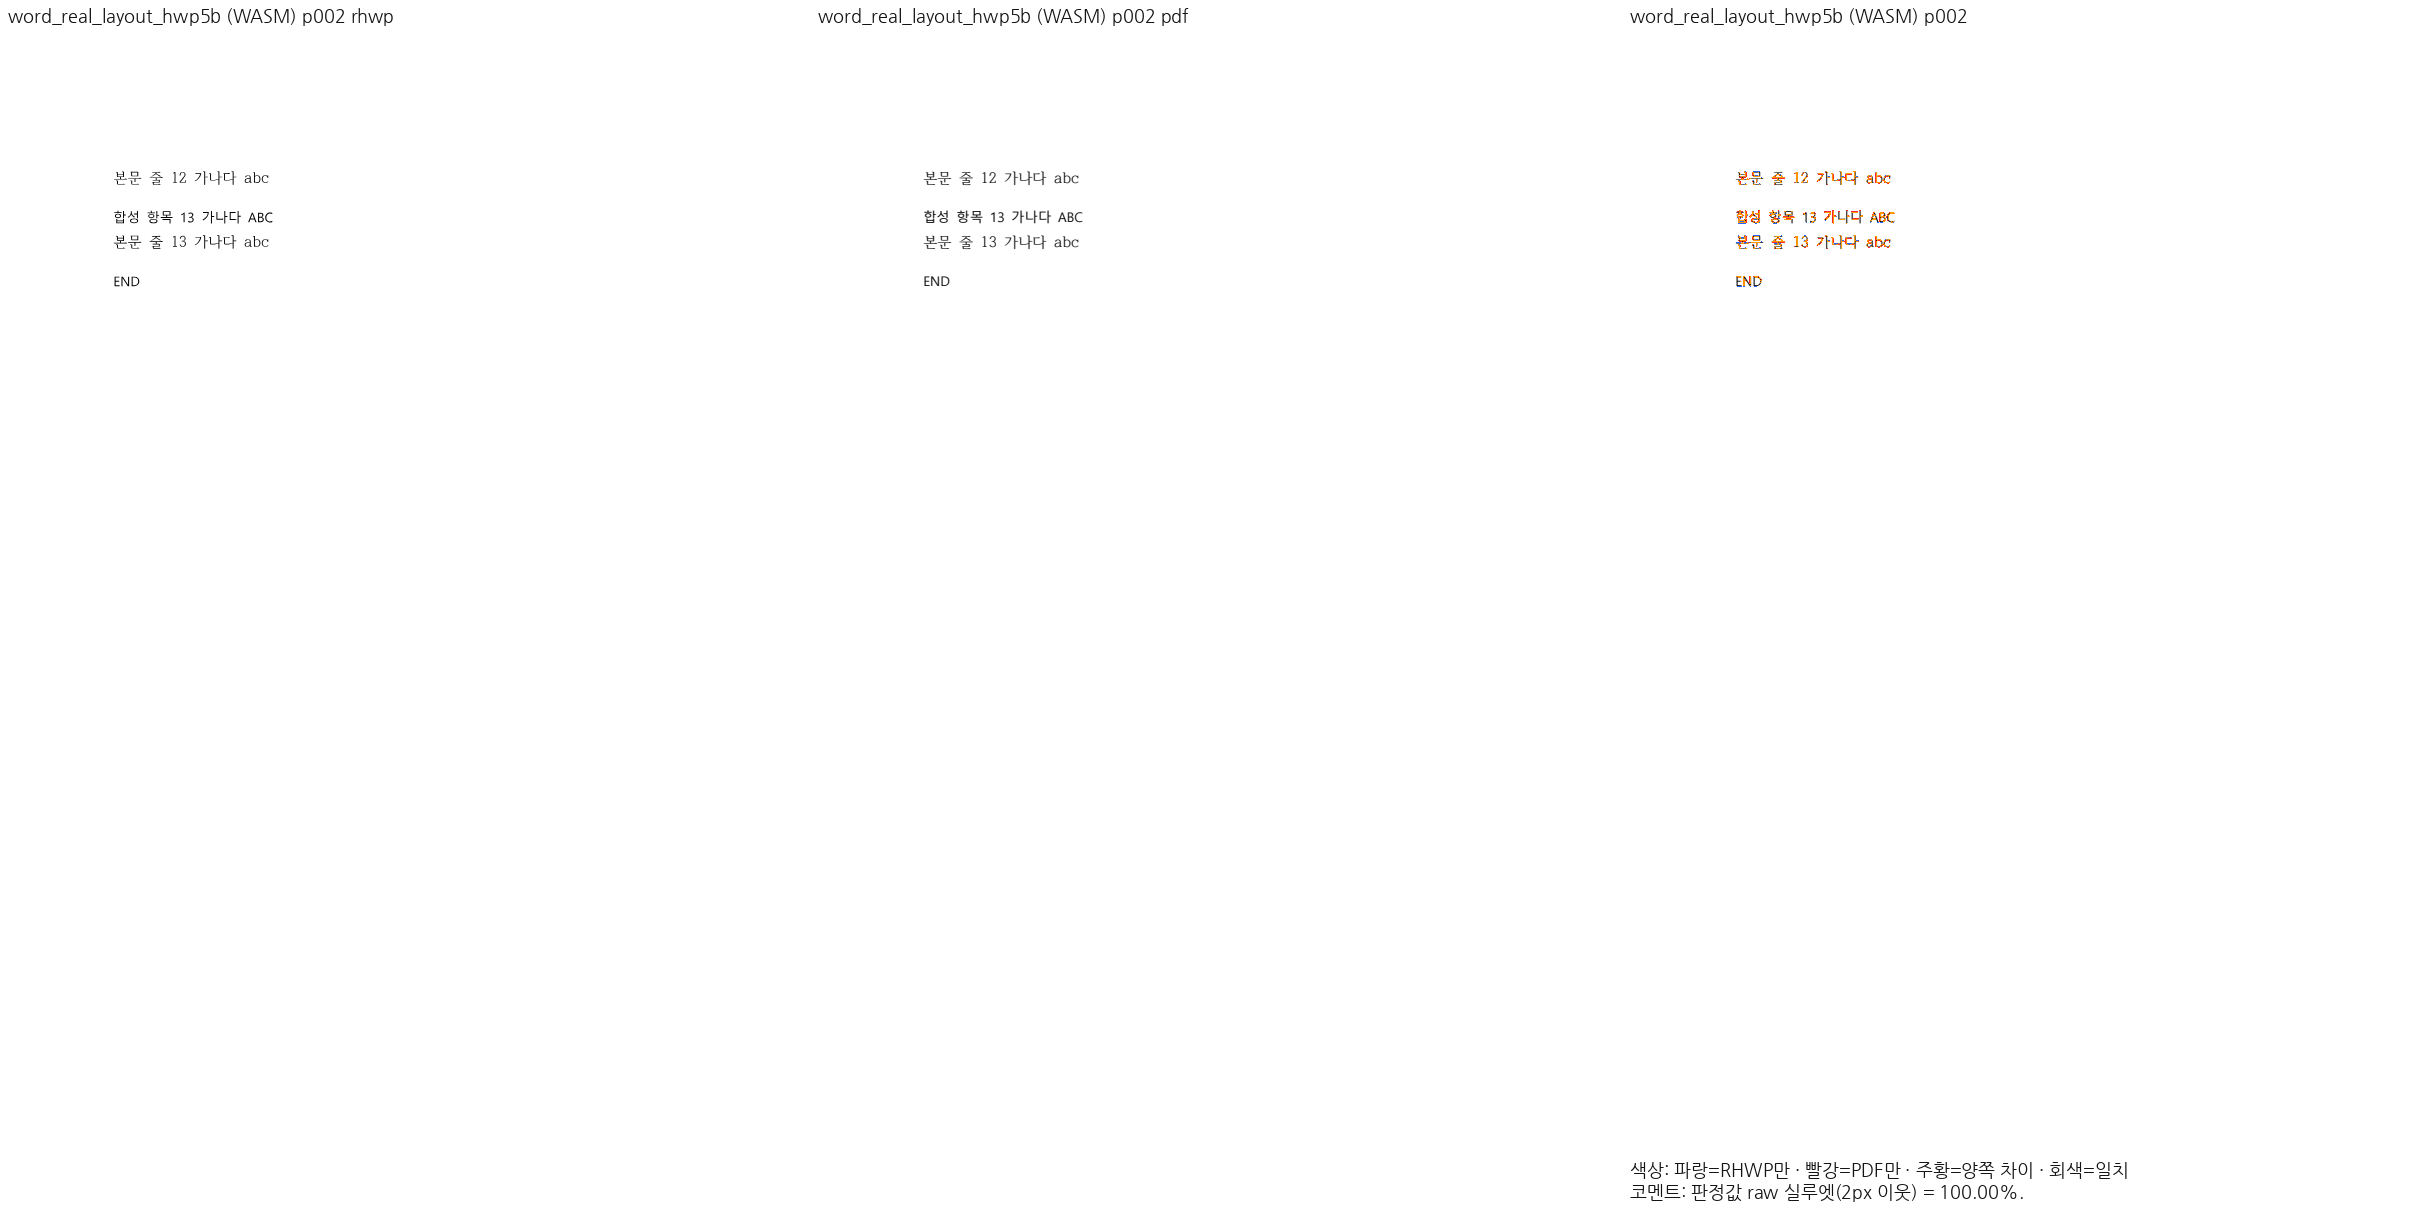 word_real_layout_hwp5b (WASM) p002 rhwp
본문 줄 12 가나다 abc
합성 항목 13 가나다 ABC
본문 줄 13 가나다 abc
END
word_real_layout_hwp5b (WASM) p002 pdf
본문 줄 12 가나다 abc
합성 항목 13 가나다 ABC
본문 줄 13 가나다 abc
END
word_real_layout_hwp5b (WASM) p002
본문 줄 12 가나다 abc
합성 항목 13 가나다 ABC
본문 줄 13 가나다 abc
END
색상: 파랑=RHWP만 · 빨강=PDF만 · 주황=양쪽 차이 · 회색=일치
코멘트: 판정값 raw 실루엣(2px 이웃) = 100.00%.